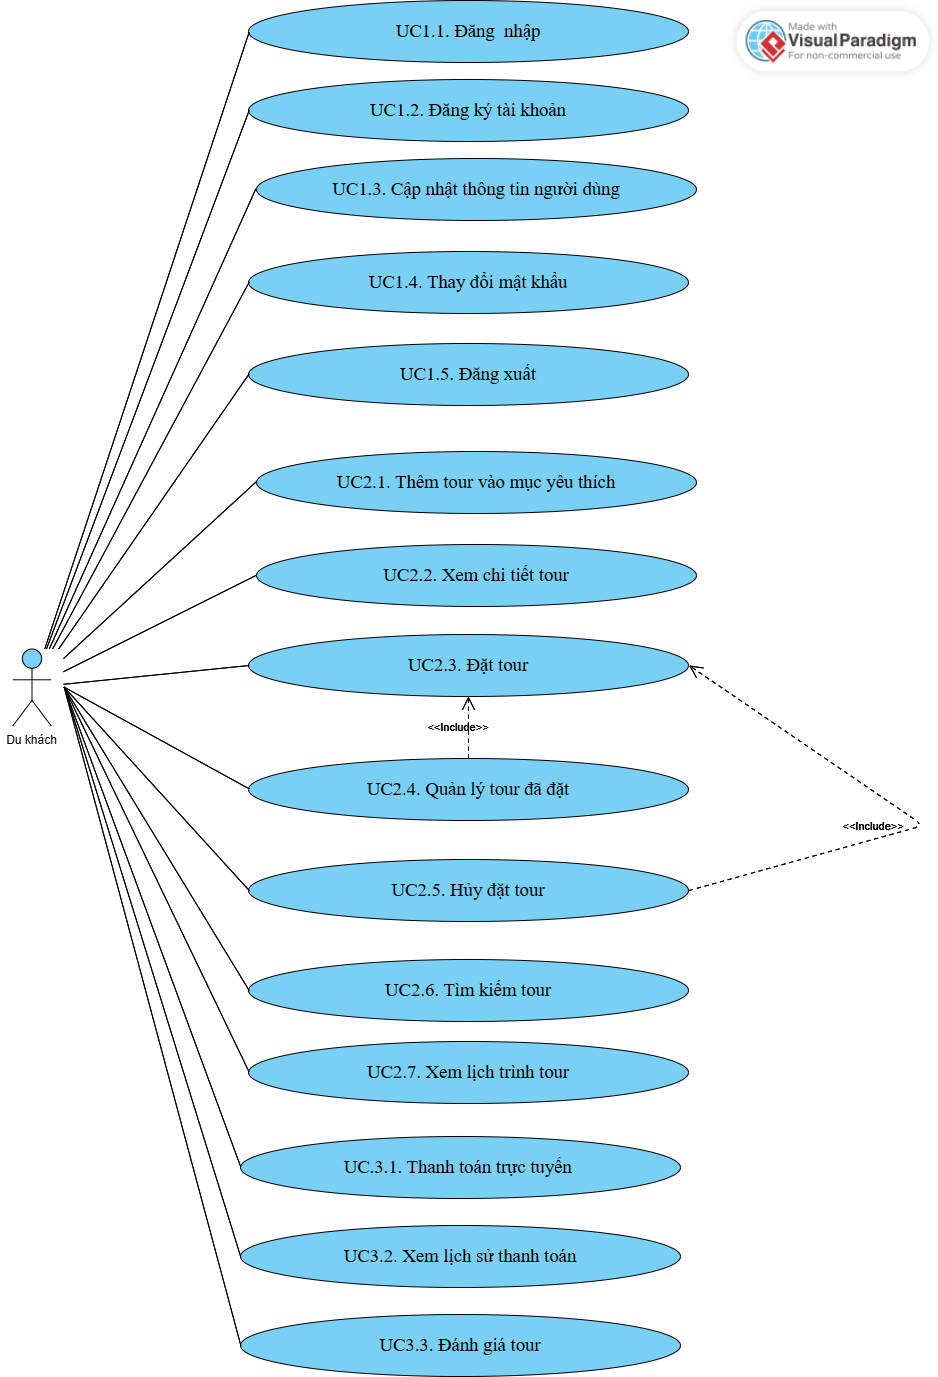 Made with
VisualParadigm
For non-commercial use
UC1.1. Đăng  nhập
UC1.2. Đăng ký tài khoản
UC1.3. Cập nhật thông tin người dùng
UC1.4. Thay đổi mật khẩu
UC1.5. Đăng xuất
UC2.1. Thêm tour vào mục yêu thích
UC2.2. Xem chi tiết tour
UC2.3. Đặt tour
Du khách
<<Include>>
UC2.4. Quản lý tour đã đặt
<<Include>>
UC2.5. Hủy đặt tour
UC2.6. Tìm kiếm tour
UC2.7. Xem lịch trình tour
UC.3.1. Thanh toán trực tuyến
UC3.2. Xem lịch sử thanh toán
UC3.3. Đánh giá tour